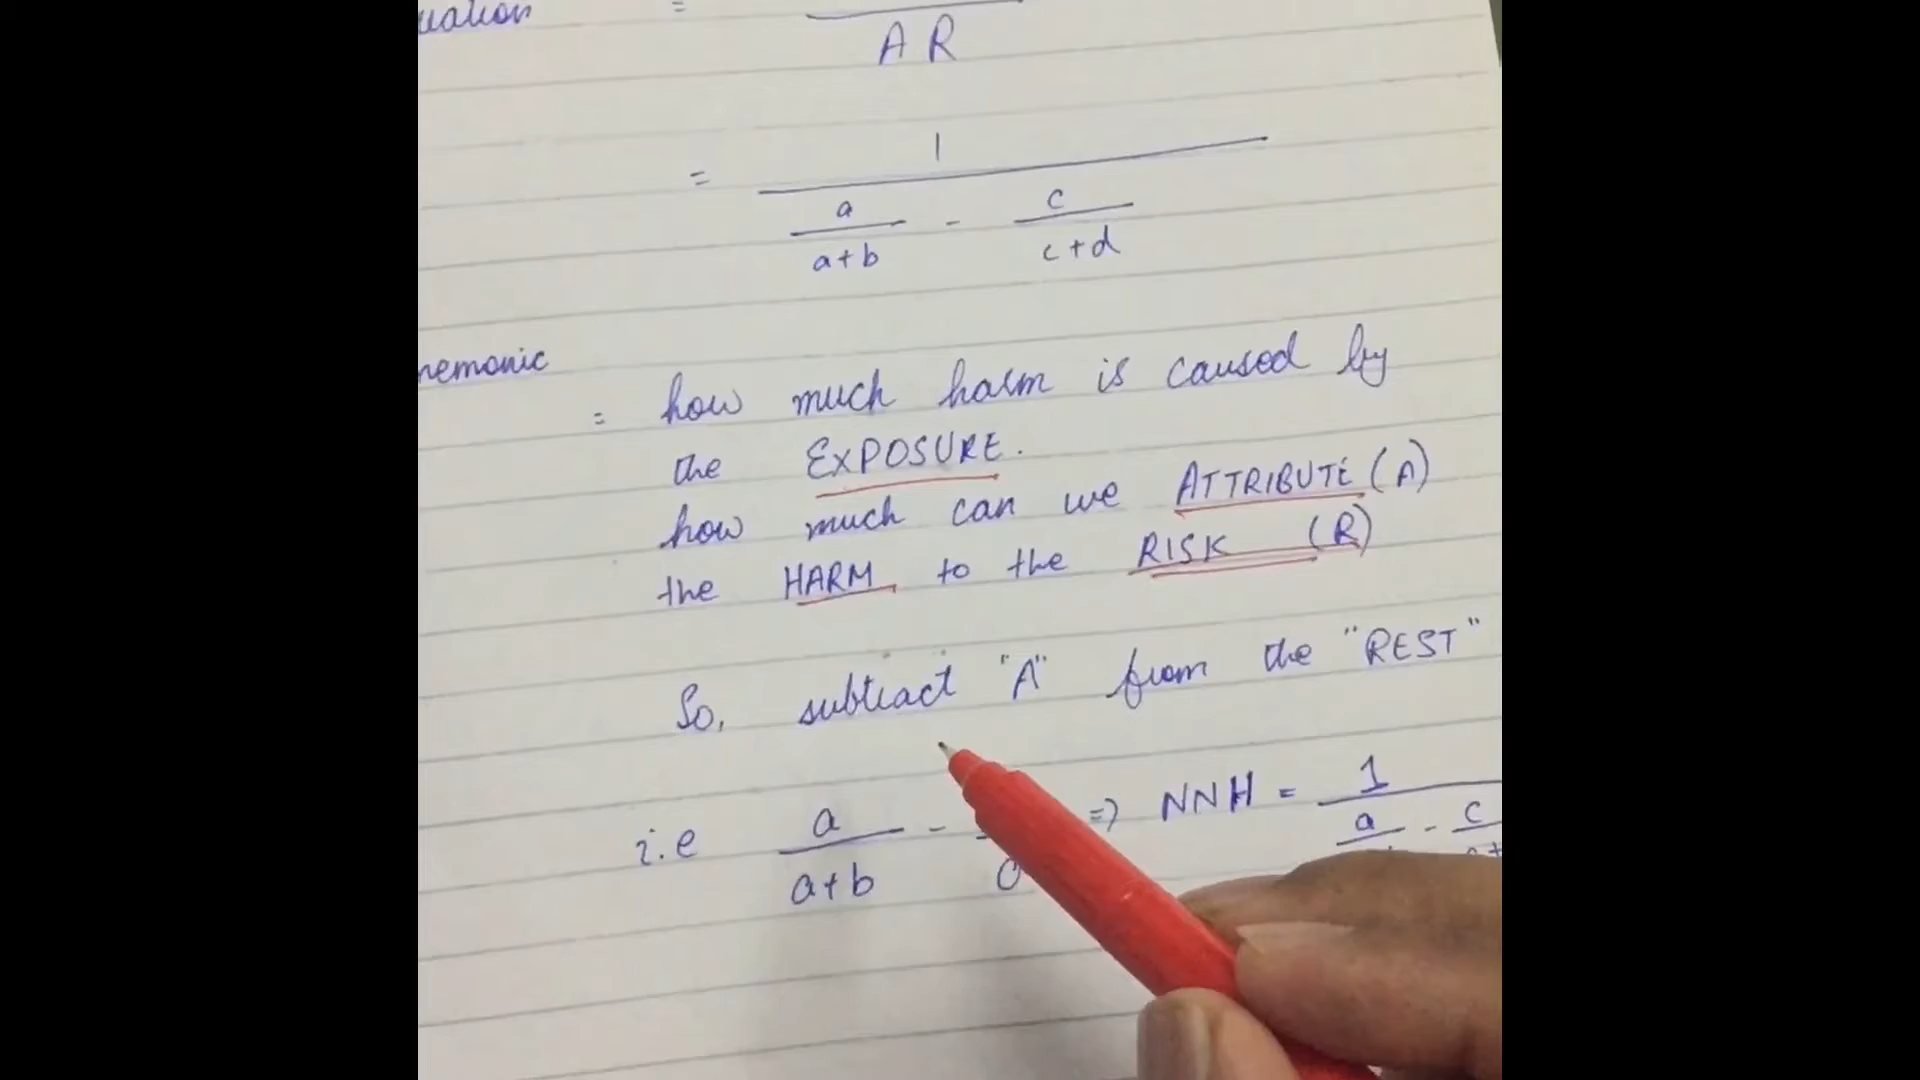 =
AR
1
=
a c
- 
a+b c+d
= how much harm is caused by
the EXPOSURE.
how much can we ATTRIBUTE (A)
the HARM to the RISK (R)
So, subtract "A" from the "REST"
i.e a - => NNH = 1
a+b a - c